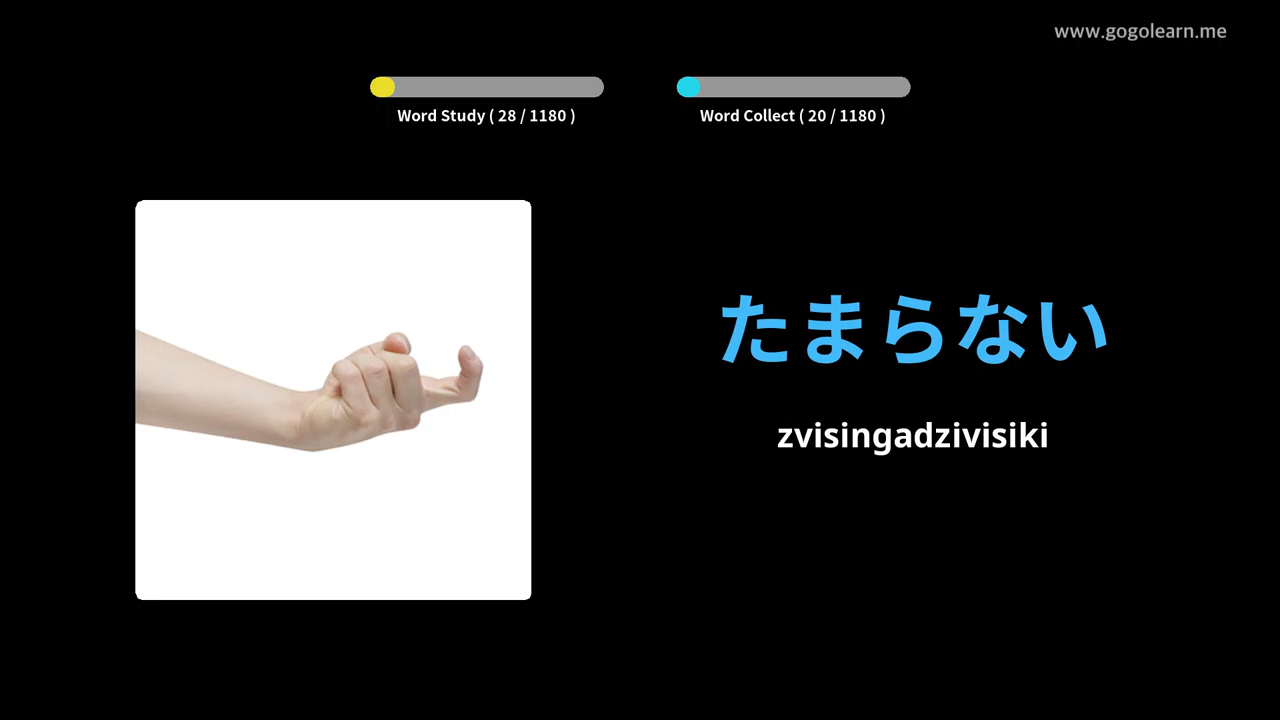 www.gogolearn.me
Word Study ( 28 / 1180 )
Word Collect ( 20 / 1180 )
たまらない
zvisingadzivisiki